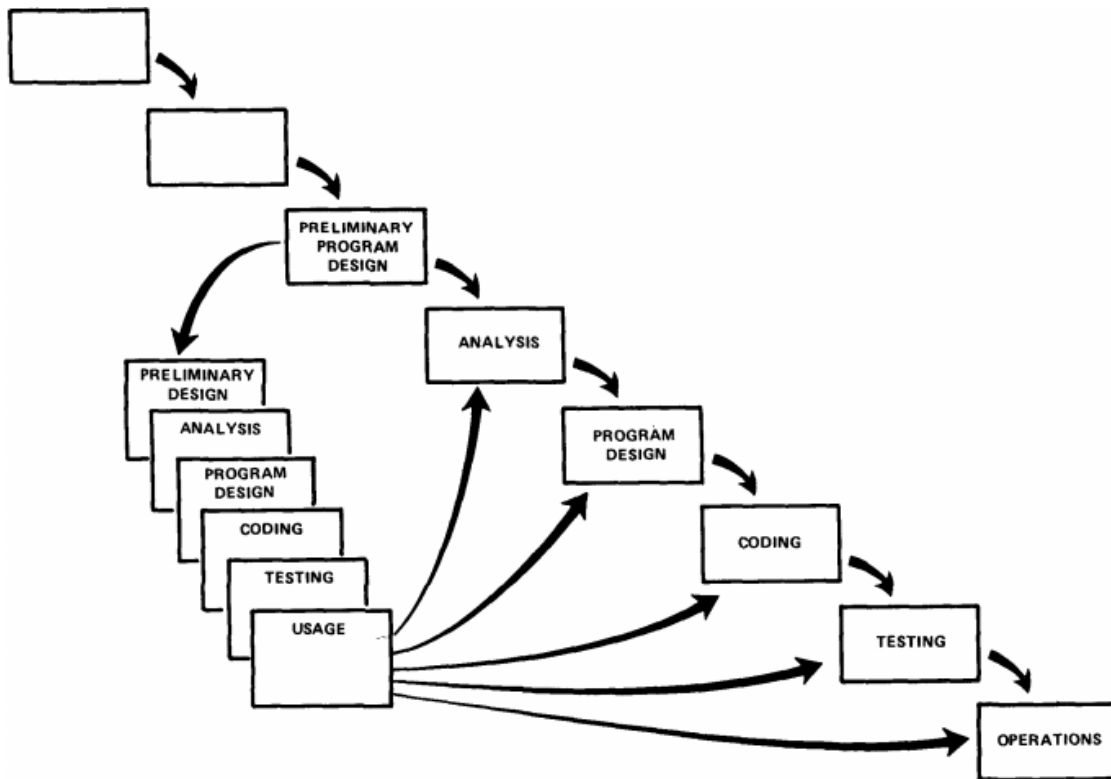 PRELIMINARY
PROGRAM
DESIGN
ANALYSIS
PROGRAM
DESIGN
CODING
TESTING
OPERATIONS
PRELIMINARY
DESIGN
ANALYSIS
PROGRAM
DESIGN
CODING
TESTING
USAGE